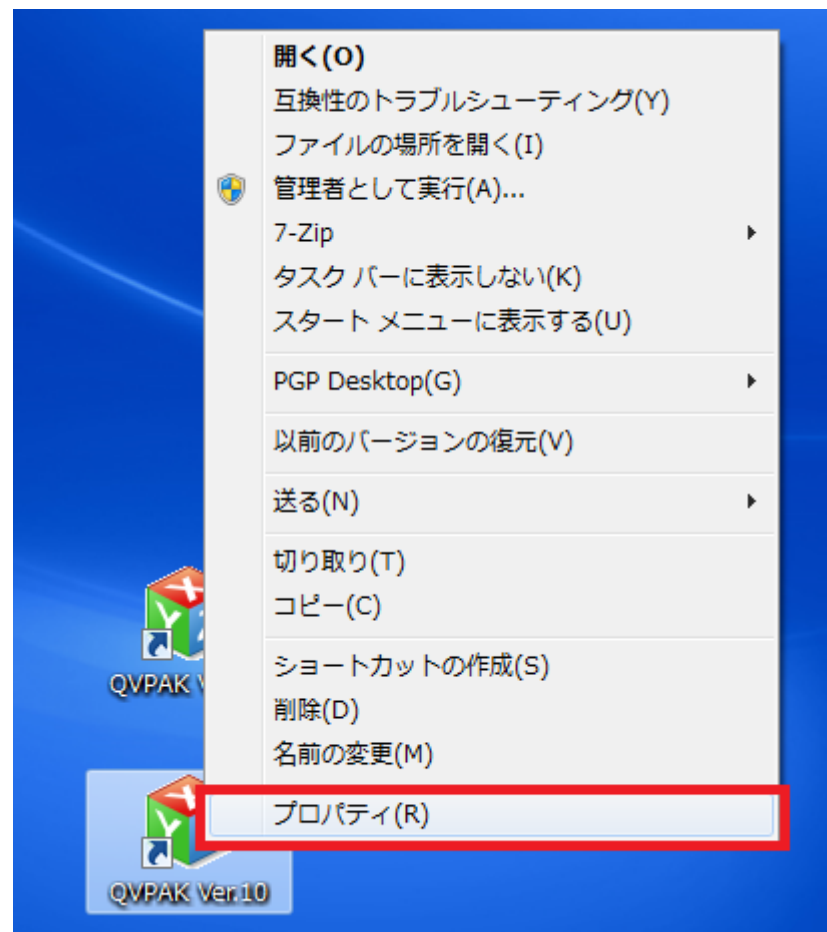 開く(O)
互換性のトラブルシューティング(Y)
ファイルの場所を開く(I)
管理者として実行(A)...
7-Zip
タスク バーに表示しない(K)
スタート メニューに表示する(U)
PGP Desktop(G)
以前のバージョンの復元(V)
送る(N)
切り取り(T)
コピー(C)
ショートカットの作成(S)
削除(D)
名前の変更(M)
プロパティ(R)
QVPAK
QVPAK Ver.10